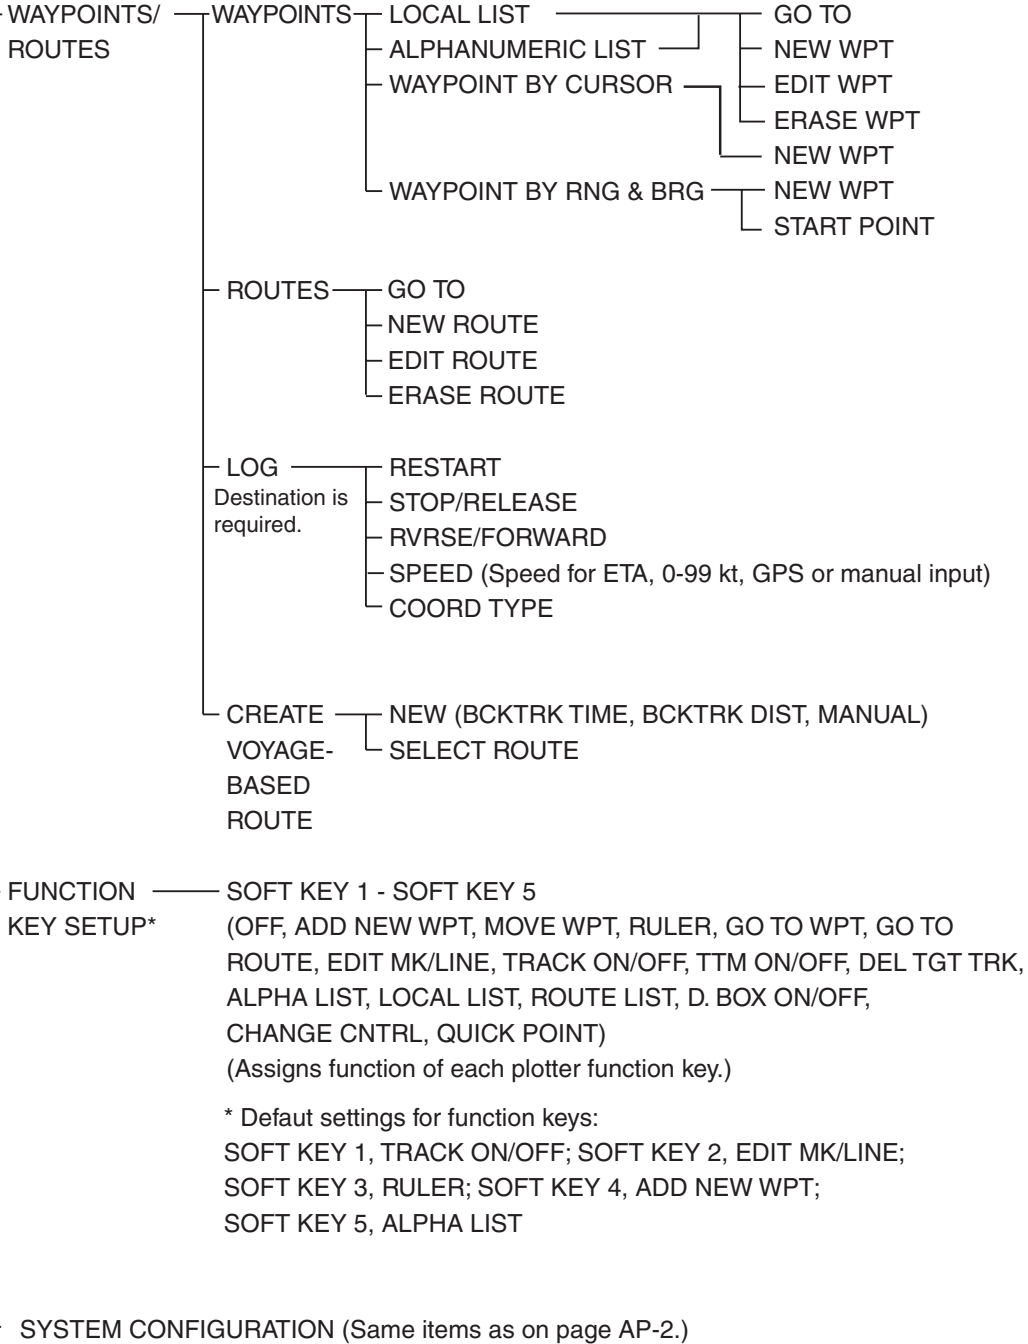 WAYPOINTS/ WAYPOINTS LOCAL LIST GO TO
ROUTES ALPHANUMERIC LIST NEW WPT
WAYPOINT BY CURSOR EDIT WPT
ERASE WPT
NEW WPT
WAYPOINT BY RNG & BRG NEW WPT
START POINT
ROUTES GO TO
NEW ROUTE
EDIT ROUTE
ERASE ROUTE
LOG RESTART
Destination is STOP/RELEASE
required. RVRSE/FORWARD
SPEED (Speed for ETA, 0-99 kt, GPS or manual input)
COORD TYPE
CREATE NEW (BCKTRK TIME, BCKTRK DIST, MANUAL)
VOYAGE- SELECT ROUTE
BASED
ROUTE
FUNCTION SOFT KEY 1 - SOFT KEY 5
KEY SETUP* (OFF, ADD NEW WPT, MOVE WPT, RULER, GO TO WPT, GO TO
ROUTE, EDIT MK/LINE, TRACK ON/OFF, TTM ON/OFF, DEL TGT TRK,
ALPHA LIST, LOCAL LIST, ROUTE LIST, D. BOX ON/OFF,
CHANGE CNTRL, QUICK POINT)
(Assigns function of each plotter function key.)
* Defaut settings for function keys:
SOFT KEY 1, TRACK ON/OFF; SOFT KEY 2, EDIT MK/LINE;
SOFT KEY 3, RULER; SOFT KEY 4, ADD NEW WPT;
SOFT KEY 5, ALPHA LIST
SYSTEM CONFIGURATION (Same items as on page AP-2.)